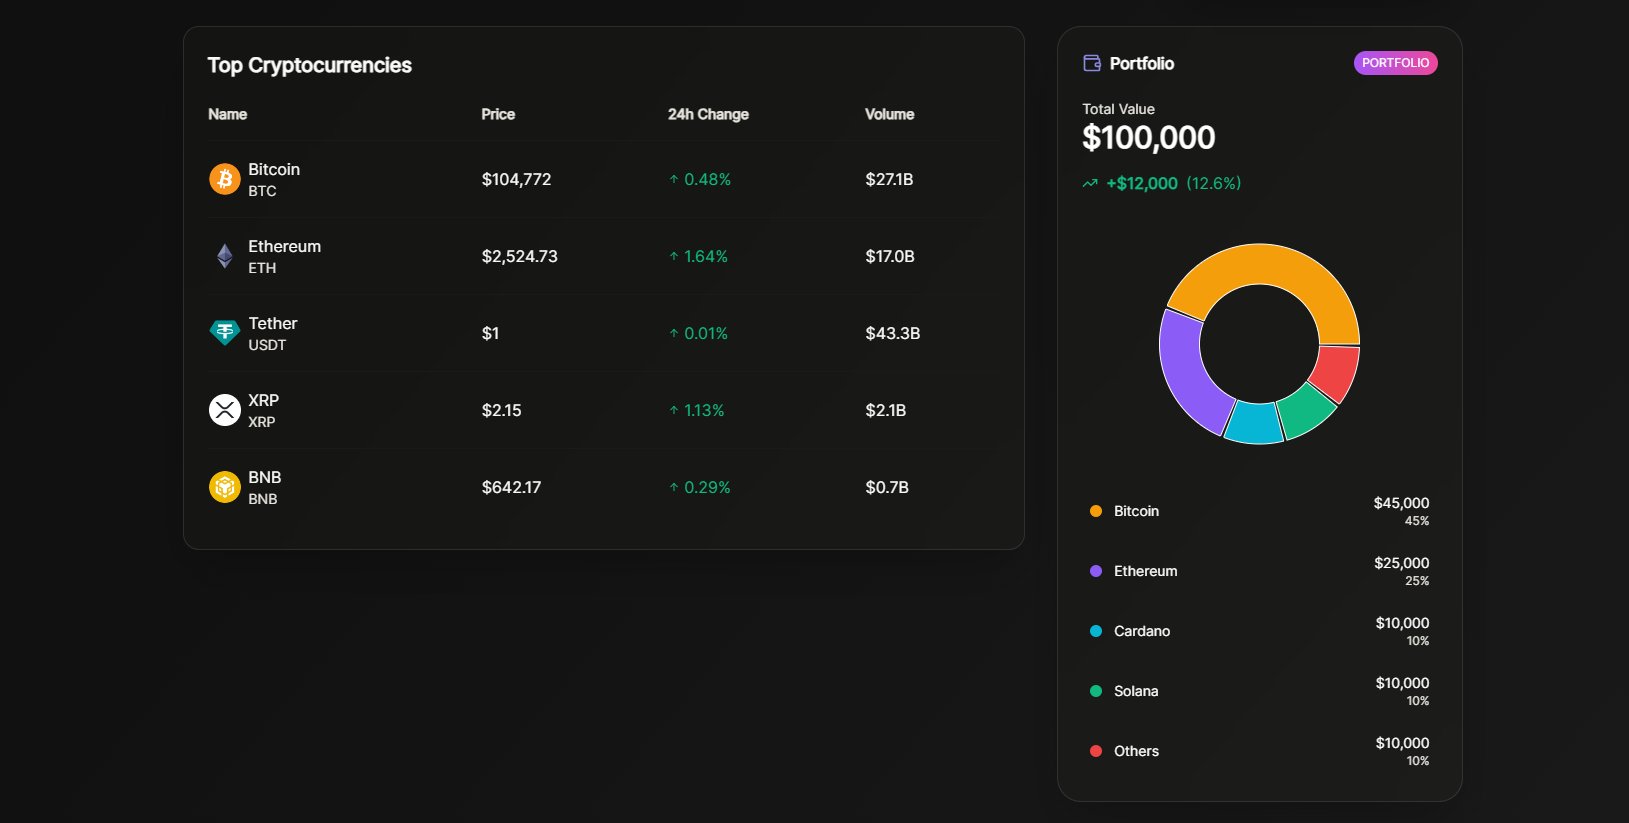 Top Cryptocurrencies
Name Price 24h Change Volume
Bitcoin
BTC
$104,772 ↑ 0.48% $27.1B
Ethereum
ETH
$2,524.73 ↑ 1.64% $17.0B
Tether
USDT
$1 ↑ 0.01% $43.3B
XRP
XRP
$2.15 ↑ 1.13% $2.1B
BNB
BNB
$642.17 ↑ 0.29% $0.7B
Portfolio PORTFOLIO
Total Value
$100,000
+$12,000 (12.6%)
Bitcoin $45,000
45%
Ethereum $25,000
25%
Cardano $10,000
10%
Solana $10,000
10%
Others $10,000
10%